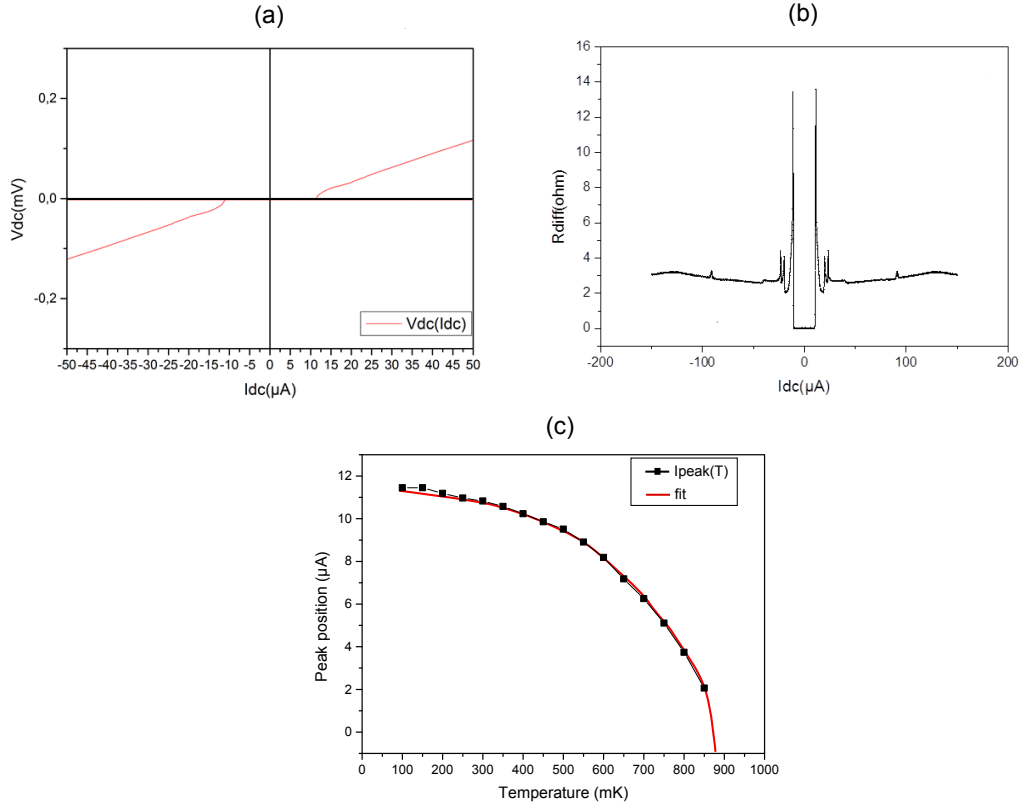 (a)
0,2
0,0
-0,2
Vdc(mV)
Vdc(Idc)
-50 -45 -40 -35 -30 -25 -20 -15 -10 -5 0 5 10 15 20 25 30 35 40 45 50
Idc(μA)
(b)
16
14
12
10
8
6
4
2
0
Rdiff(ohm)
-200 -100 0 100 200
Idc(μA)
(c)
12
10
8
6
4
2
0
Peak position (μA)
Ipeak(T)
fit
0 100 200 300 400 500 600 700 800 900 1000
Temperature (mK)